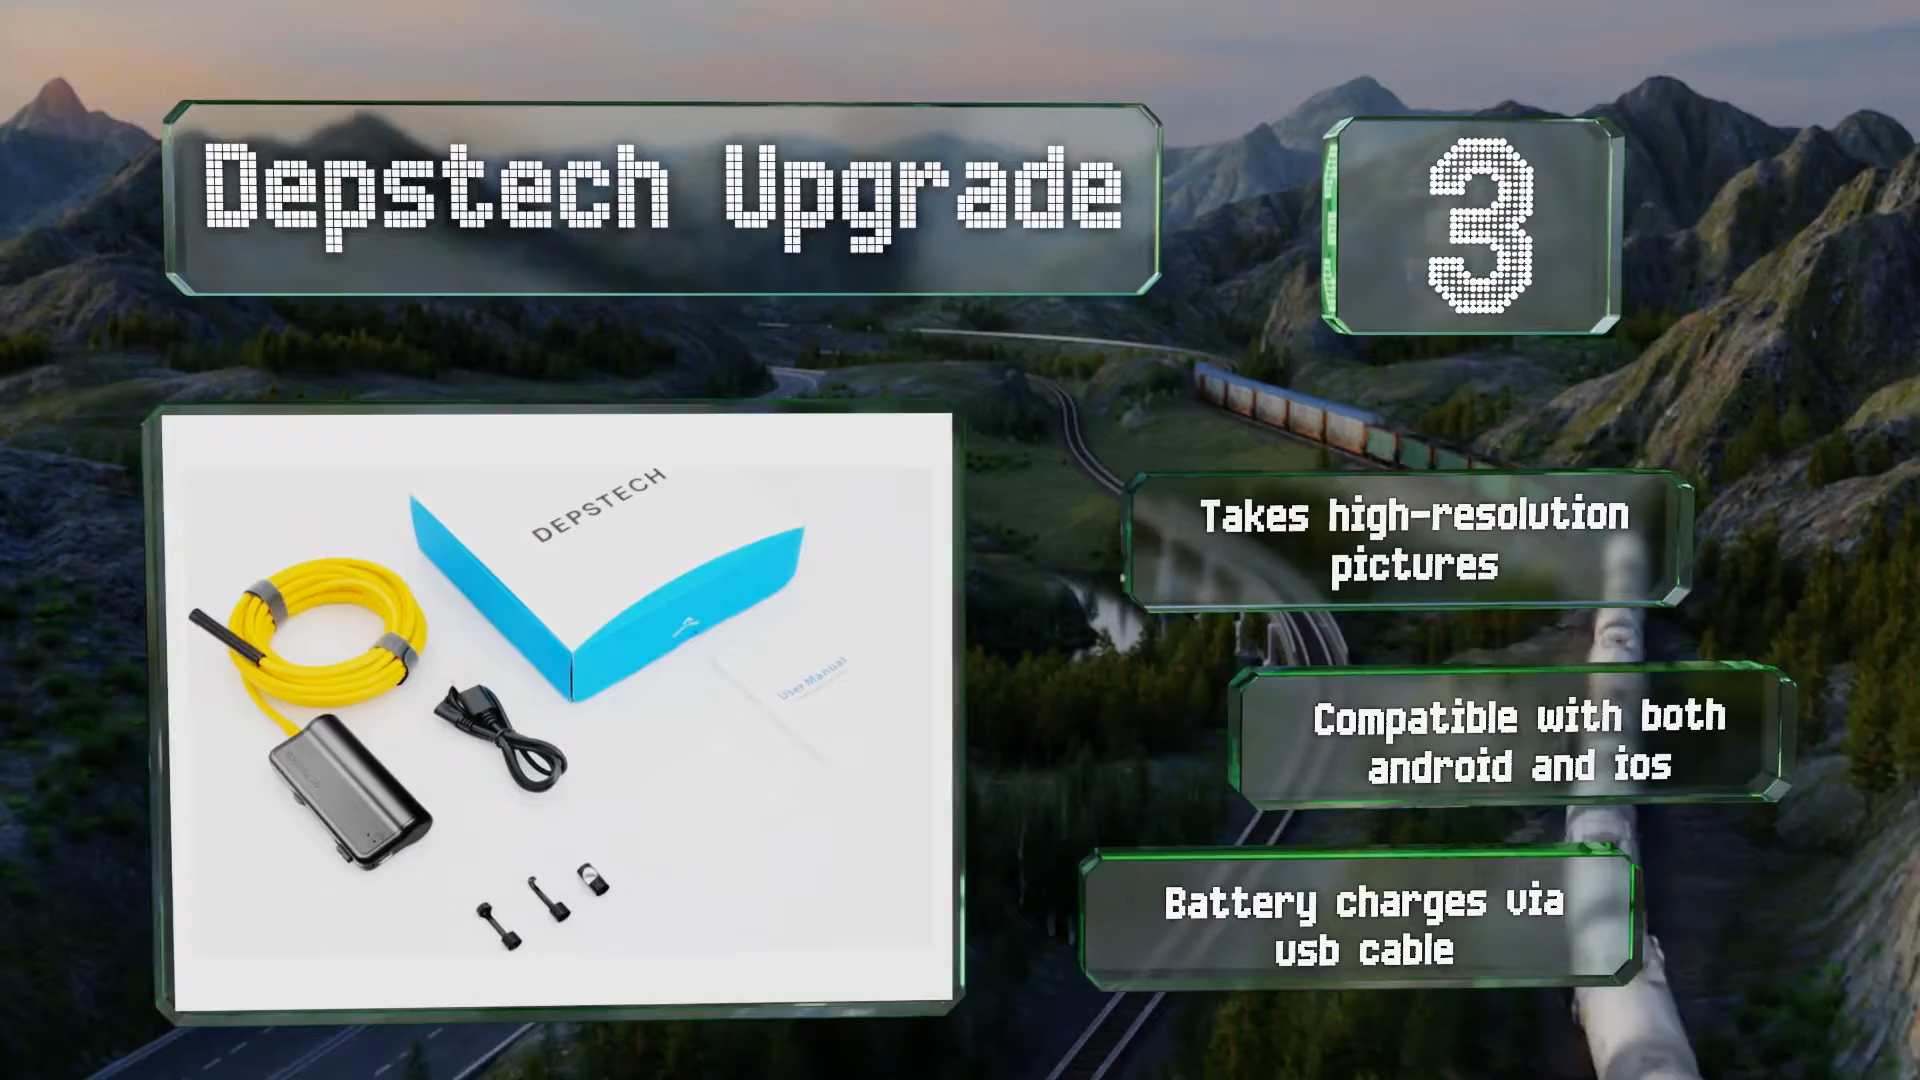 Depstech Upgrade
3
DEPSTECH
User Manual
Takes high-resolution
pictures
Compatible with both
android and ios
Battery charges via
usb cable